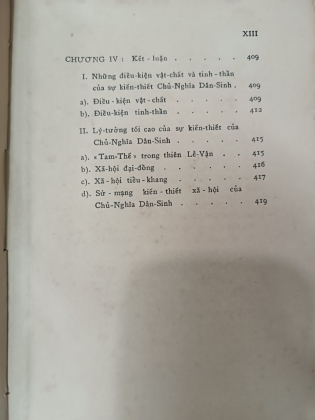 XIII
CHƯƠNG IV : Kết - luận . . . . . 409
I. Những điều-kiện vật-chất và tinh-thần
của sự kiến-thiết Chủ-Nghĩa Dân-Sinh . 409
a). Điều - kiện vật - chất . . . . . 409
b). Điều-kiện tinh-thần . . . . . 412
II. Lý-tưởng tối cao của sự kiến-thiết của
Chủ-Nghĩa Dân-Sinh . . . . . 415
a). « Tam-Thế » trong thiên Lễ-Vận . . 415
b). Xã-hội đại-đồng . . . . . 416
c). Xã-hội tiểu-khang . . . . . 417
d). Sứ - mạng kiến - thiết xã - hội của
Chủ-Nghĩa Dân-Sinh . . . . . 419